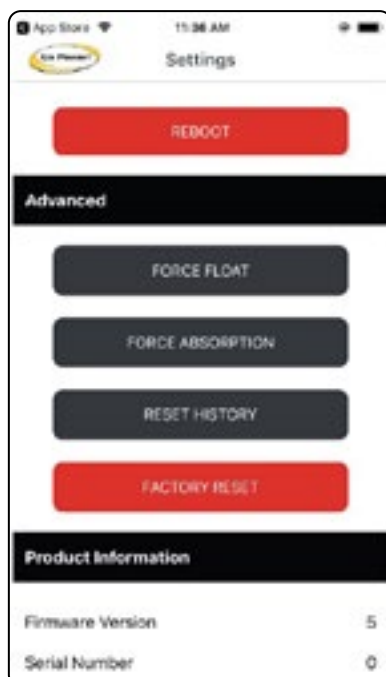 App Store
11:36 AM
Settings
REBOOT
Advanced
FORCE FLOAT
FORCE ABSORPTION
RESET HISTORY
FACTORY RESET
Product Information
Firmware Version 5
Serial Number 0